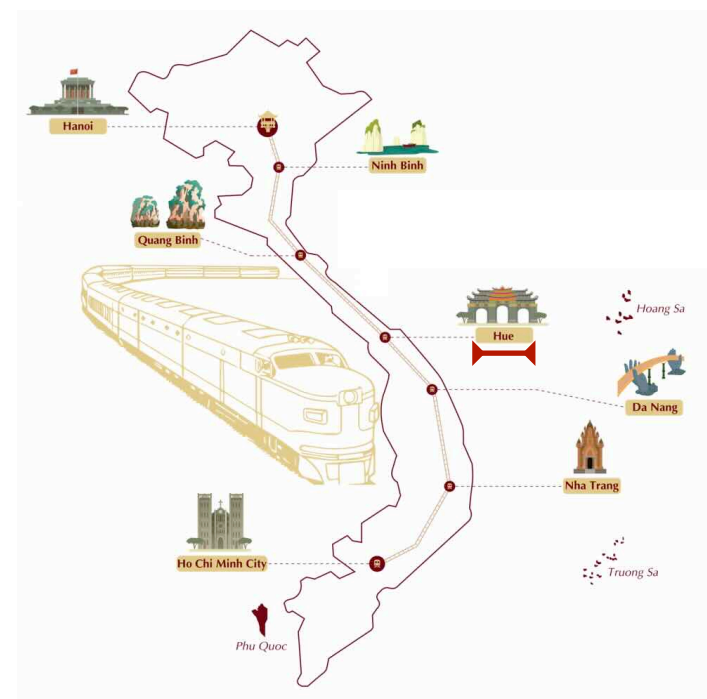 Hanoi
Ninh Binh
Quang Binh
Hoang Sa
Hue
Da Nang
Nha Trang
Ho Chi Minh City
Truong Sa
Phu Quoc